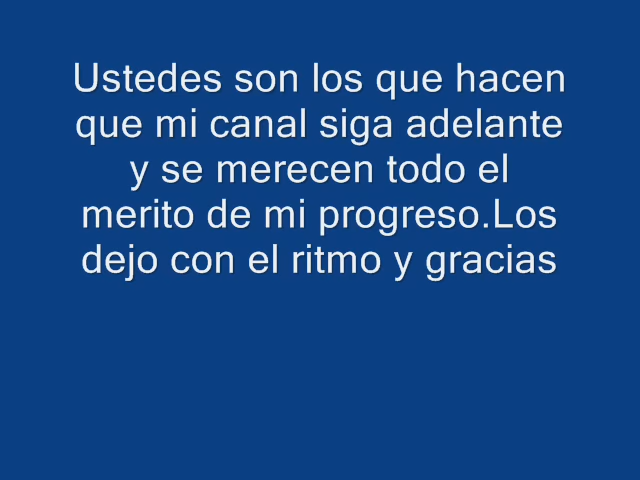 Ustedes son los que hacen
que mi canal siga adelante
y se merecen todo el
merito de mi progreso.Los
dejo con el ritmo y gracias